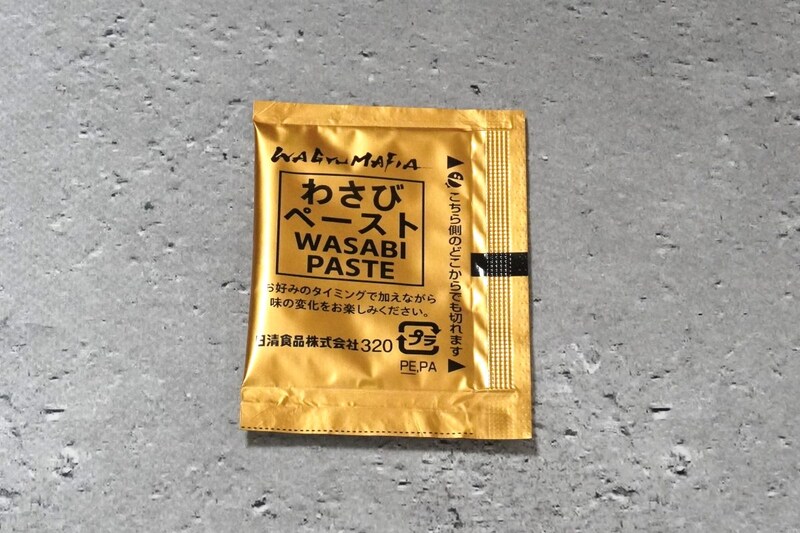 WAGYUMAFIA
わさび
ペースト
WASABI
PASTE
お好みのタイミングで加えながら
味の変化をお楽しみください。
日清食品株式会社320
プラ
PE,PA
▶こちら側のどこからでも切れます▶